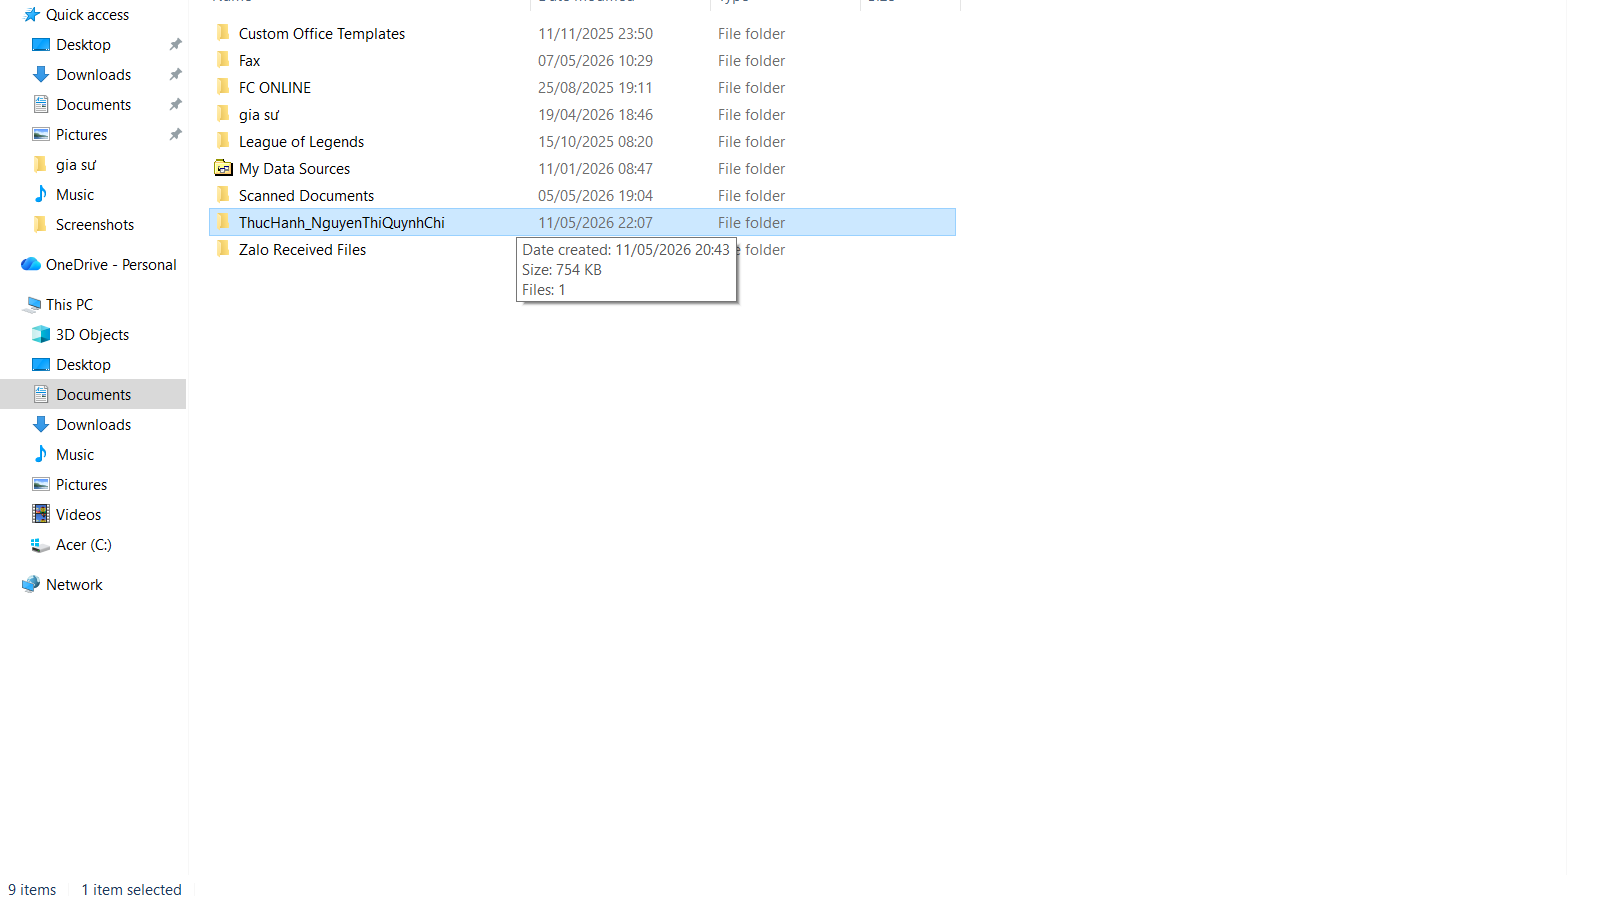 Quick access
Desktop
Downloads
Documents
Pictures
gia sư
Music
Screenshots
OneDrive - Personal
This PC
3D Objects
Desktop
Documents
Downloads
Music
Pictures
Videos
Acer (C:)
Network
Custom Office Templates 11/11/2025 23:50 File folder
Fax 07/05/2026 10:29 File folder
FC ONLINE 25/08/2025 19:11 File folder
gia sư 19/04/2026 18:46 File folder
League of Legends 15/10/2025 08:20 File folder
My Data Sources 11/01/2026 08:47 File folder
Scanned Documents 05/05/2026 19:04 File folder
ThucHanh_NguyenThiQuynhChi 11/05/2026 22:07 File folder
Zalo Received Files folder
Date created: 11/05/2026 20:43
Size: 754 KB
Files: 1
9 items 1 item selected